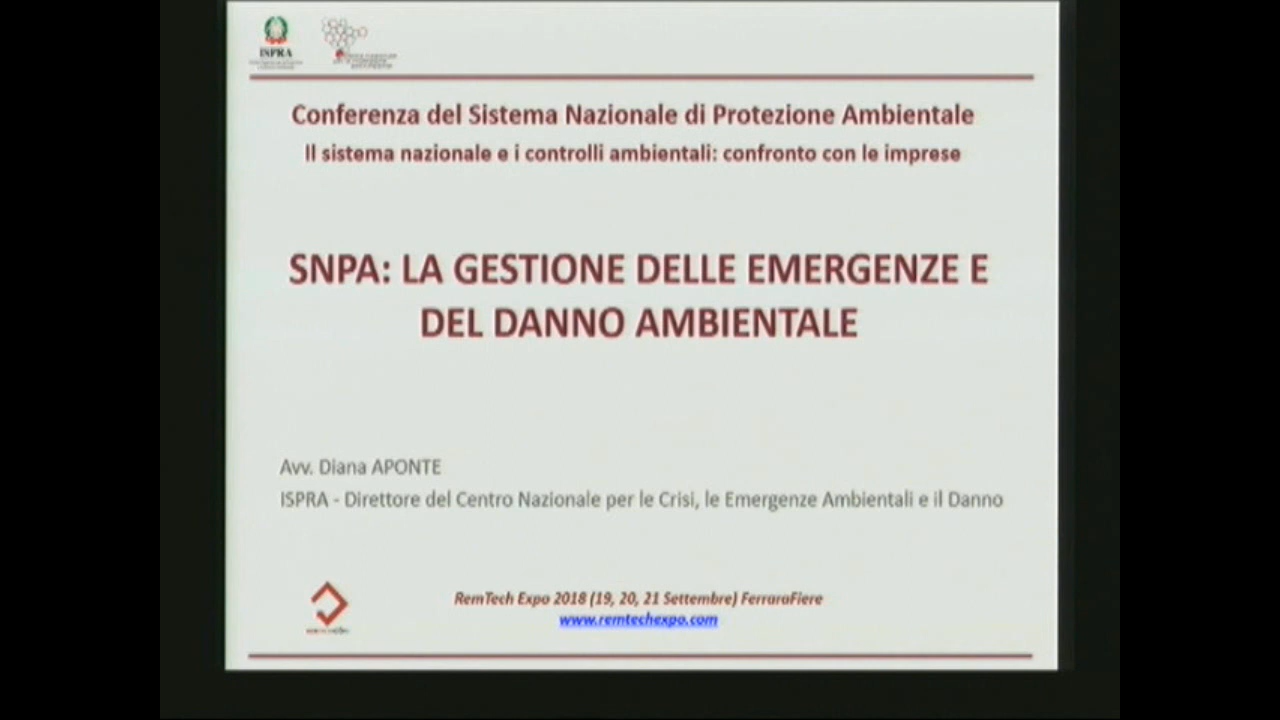 ISPRA
Conferenza del Sistema Nazionale di Protezione Ambientale
Il sistema nazionale e i controlli ambientali: confronto con le imprese
SNPA: LA GESTIONE DELLE EMERGENZE E
DEL DANNO AMBIENTALE
Avv. Diana APONTE
ISPRA - Direttore del Centro Nazionale per le Crisi, le Emergenze Ambientali e il Danno
RemTech Expo 2018 (19, 20, 21 Settembre) FerraraFiere
www.remtechexpo.com